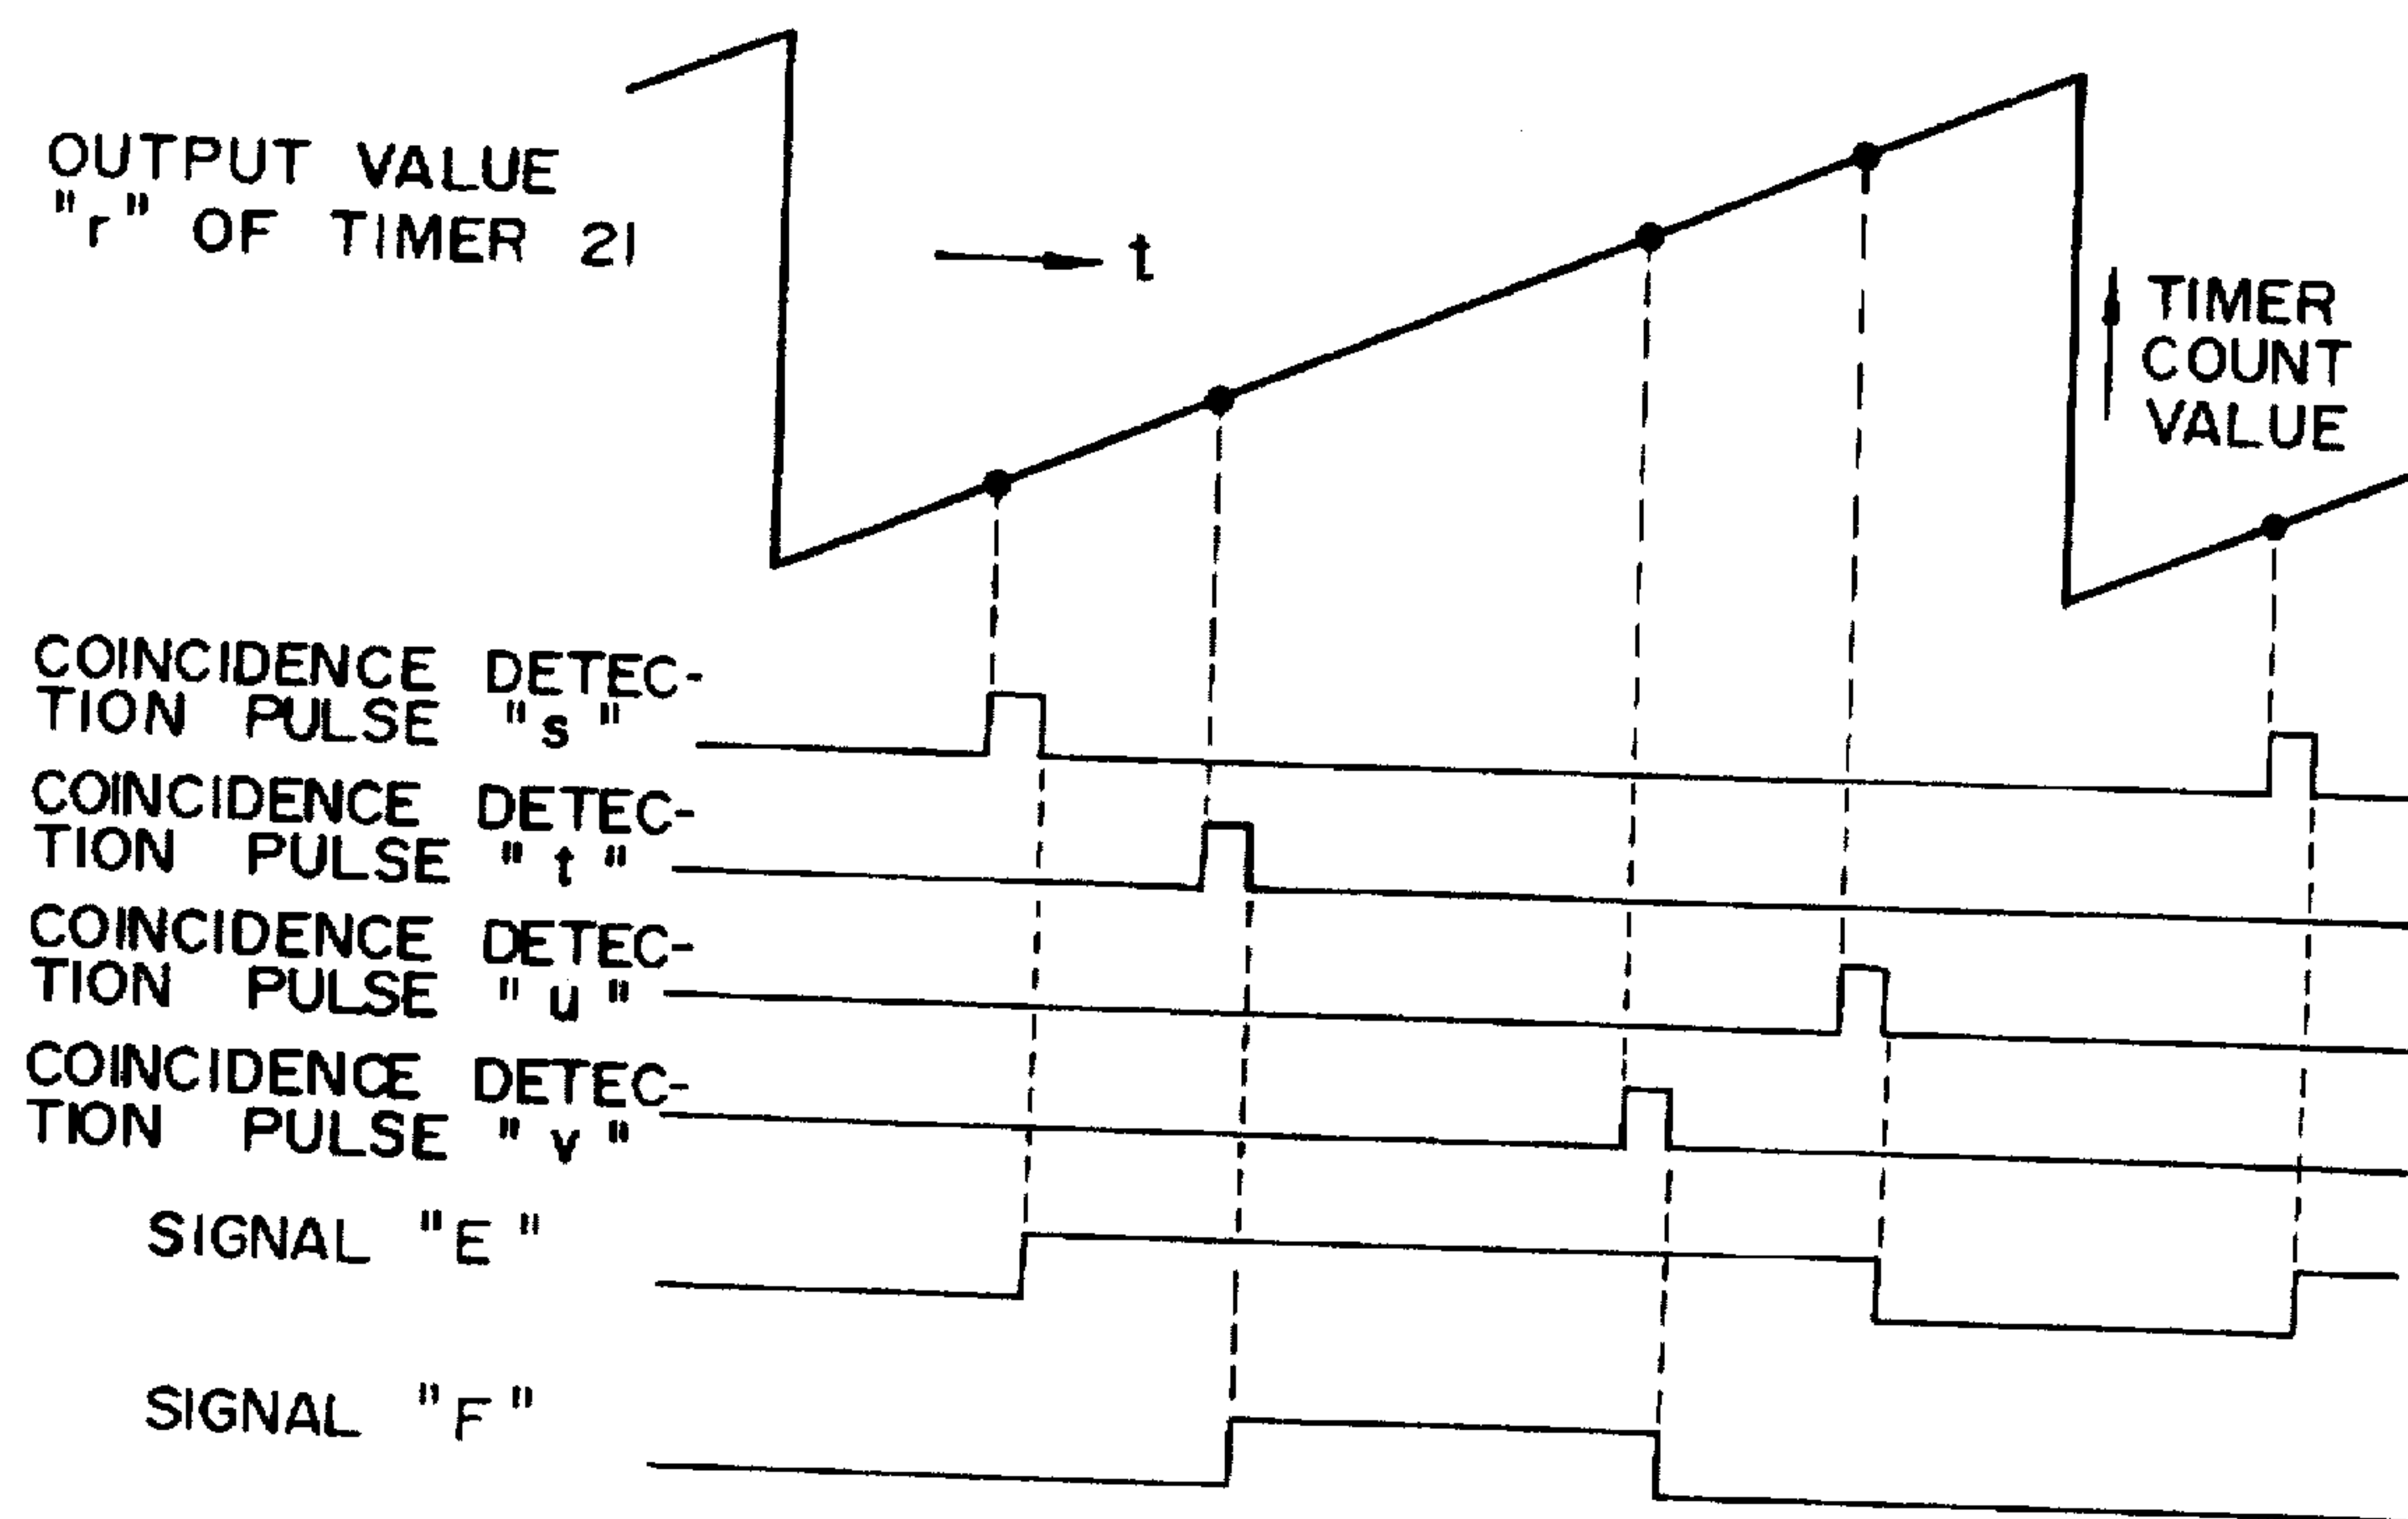 OUTPUT VALUE
"r" OF TIMER 21
t
TIMER
COUNT
VALUE
COINCIDENCE DETEC-
TION PULSE "s"
COINCIDENCE DETEC-
TION PULSE "t"
COINCIDENCE DETEC-
TION PULSE "u"
COINCIDENCE DETEC-
TION PULSE "v"
SIGNAL "E"
SIGNAL "F"